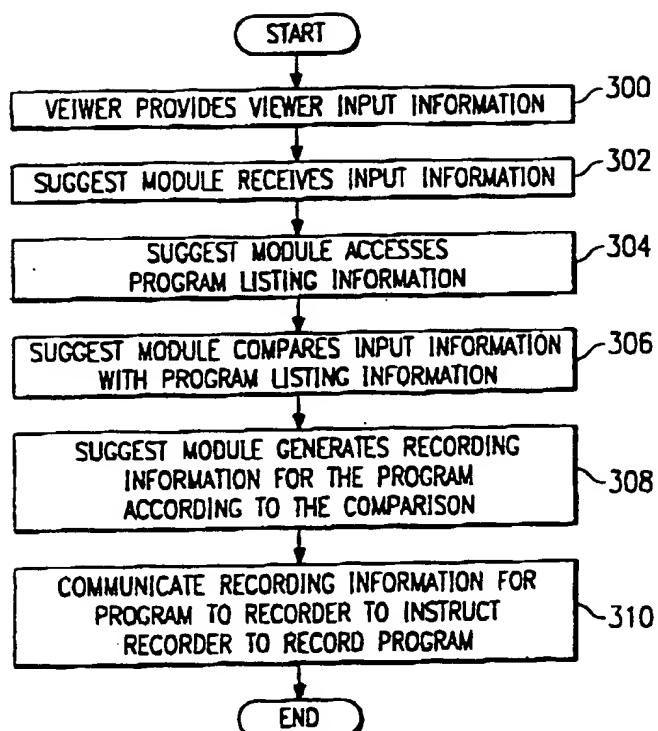 START
VEIWER PROVIDES VIEWER INPUT INFORMATION
300
SUGGEST MODULE RECEIVES INPUT INFORMATION
302
SUGGEST MODULE ACCESSES
PROGRAM LISTING INFORMATION
304
SUGGEST MODULE COMPARES INPUT INFORMATION
WITH PROGRAM LISTING INFORMATION
306
SUGGEST MODULE GENERATES RECORDING
INFORMATION FOR THE PROGRAM
ACCORDING TO THE COMPARISON
308
COMMUNICATE RECORDING INFORMATION FOR
PROGRAM TO RECORDER TO INSTRUCT
RECORDER TO RECORD PROGRAM
310
END